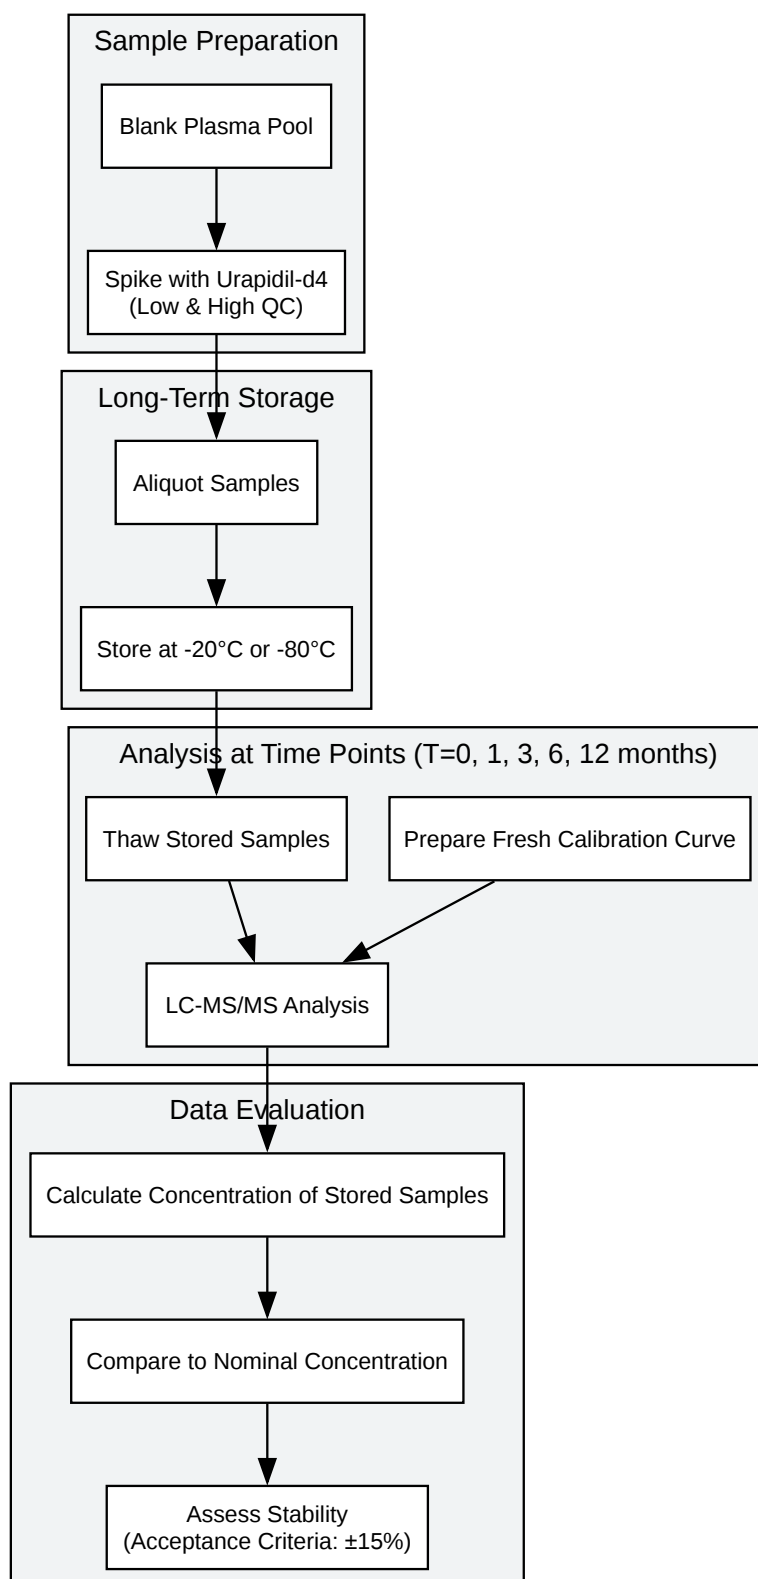 Sample Preparation
Blank Plasma Pool
Spike with Urapidil-d4
(Low & High QC)
Long-Term Storage
Aliquot Samples
Store at -20°C or -80°C
Analysis at Time Points (T=0, 1, 3, 6, 12 months)
Thaw Stored Samples
Prepare Fresh Calibration Curve
LC-MS/MS Analysis
Data Evaluation
Calculate Concentration of Stored Samples
Compare to Nominal Concentration
Assess Stability
(Acceptance Criteria: ±15%)